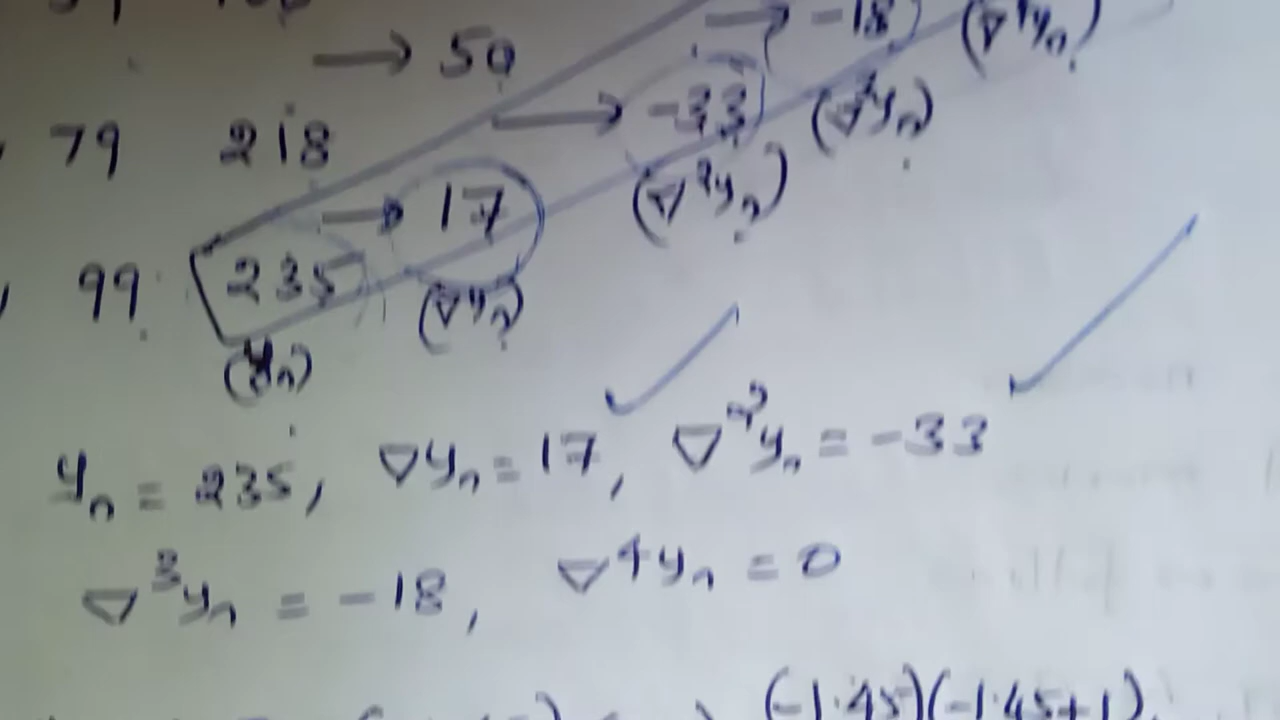 → -18 (∇⁴yₙ)
→ 50
→ -33 (∇³yₙ)
79 218
(∇²yₙ)
→ 17
99 235
(∇yₙ)
(yₙ)
yₙ = 235, ∇yₙ = 17, ∇²yₙ = -33
∇³yₙ = -18, ∇⁴yₙ = 0
(-1.45)(-1.45+1)